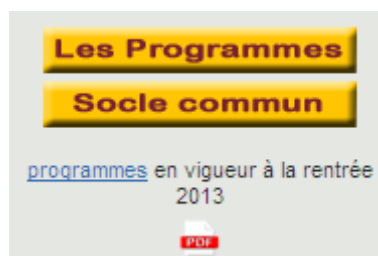 Les Programmes
Socle commun
programmes en vigueur à la rentrée
2013
PDF